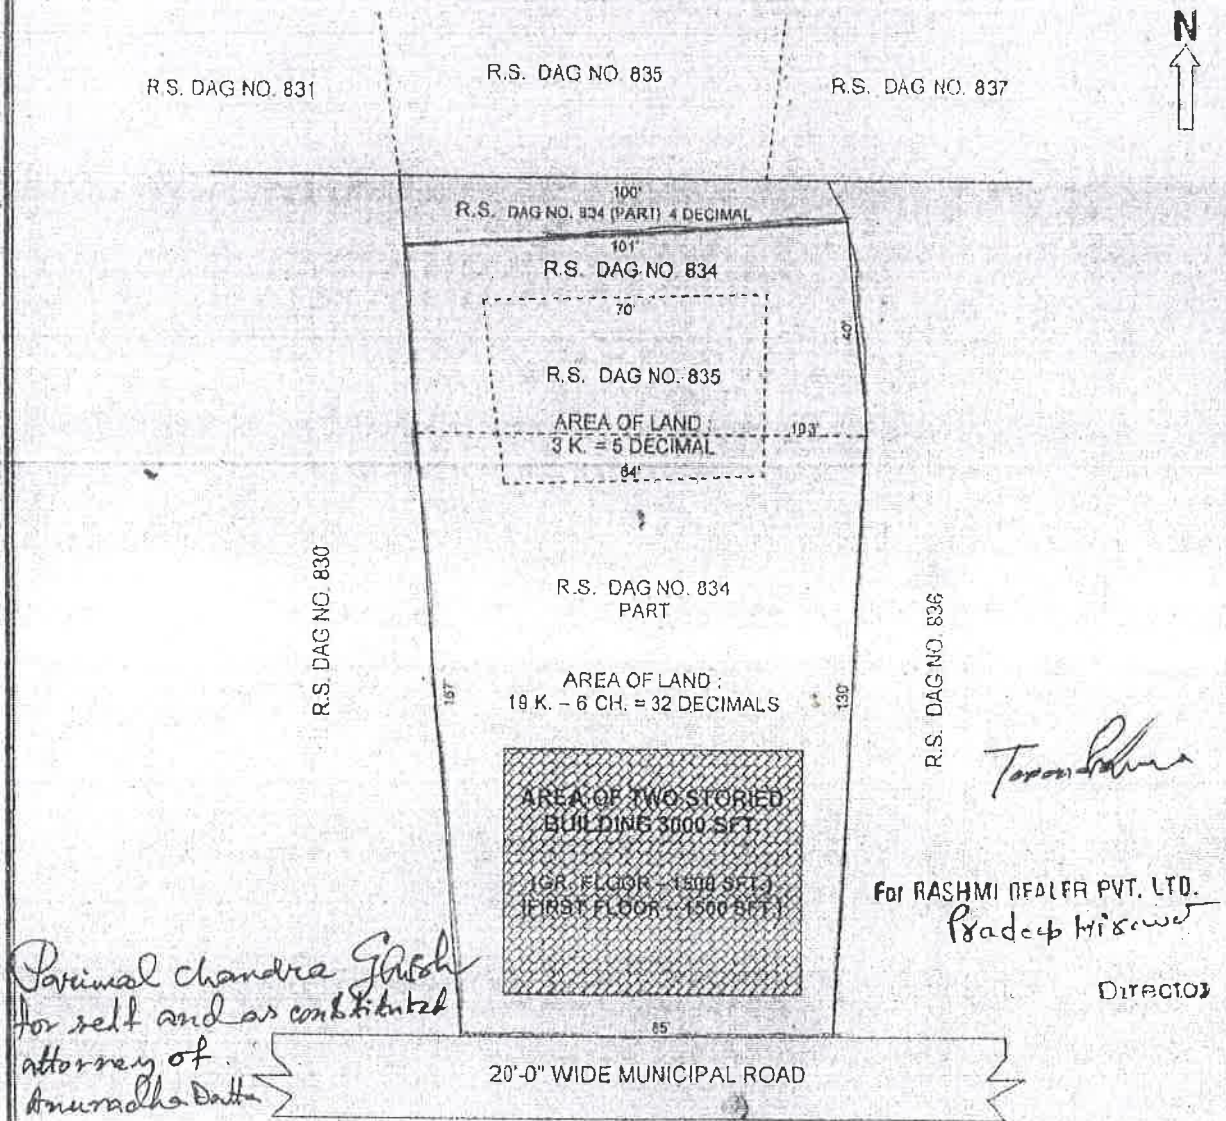 N
R.S. DAG NO. 831
R.S. DAG NO. 835
R.S. DAG NO. 837
100'
R.S. DAG NO. 834 (PART) 4 DECIMAL
101'
R.S. DAG NO. 834
70'
40'
R.S. DAG NO. 835
AREA OF LAND :
3 K. = 5 DECIMAL
103'
64'
R.S. DAG NO. 830
R.S. DAG NO. 834
PART
R.S. DAG NO. 836
AREA OF LAND :
19 K. – 6 CH. = 32 DECIMALS
167'
130'
AREA OF TWO STORIED
BUILDING 3000 SFT.
(GR. FLOOR – 1500 SFT.)
(FIRST FLOOR – 1500 SFT.)
For RASHMI DEALER PVT. LTD.
Pradeep
Director
Parimal chandra Ghosh
for self and as constituted
attorney of
Anuradha Datta
85'
20'-0" WIDE MUNICIPAL ROAD